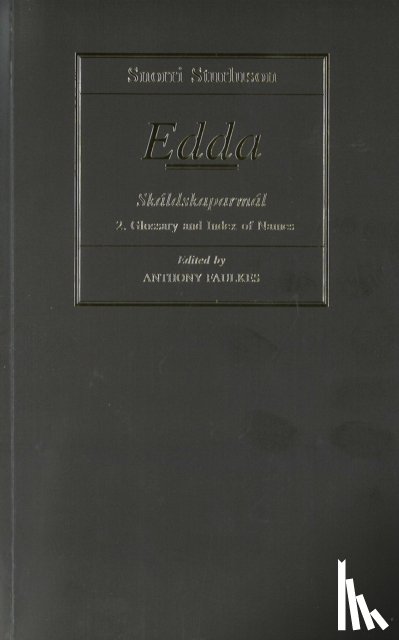 Snorri Sturluson
Edda
Skáldskaparmál
2. Glossary and Index of Names
Edited by
ANTHONY FAULKES